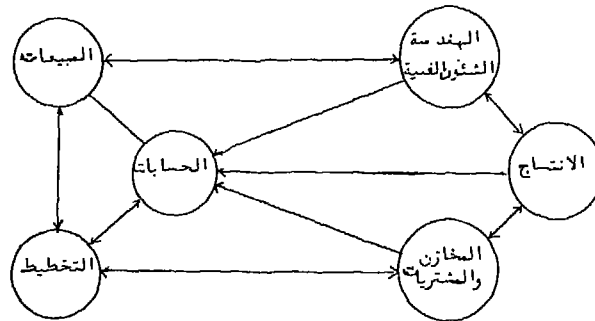 الهندسة
الشئون الفنية
المبيعات
الانتاج
الحسابات
المخازن
والمشتريات
التخطيط